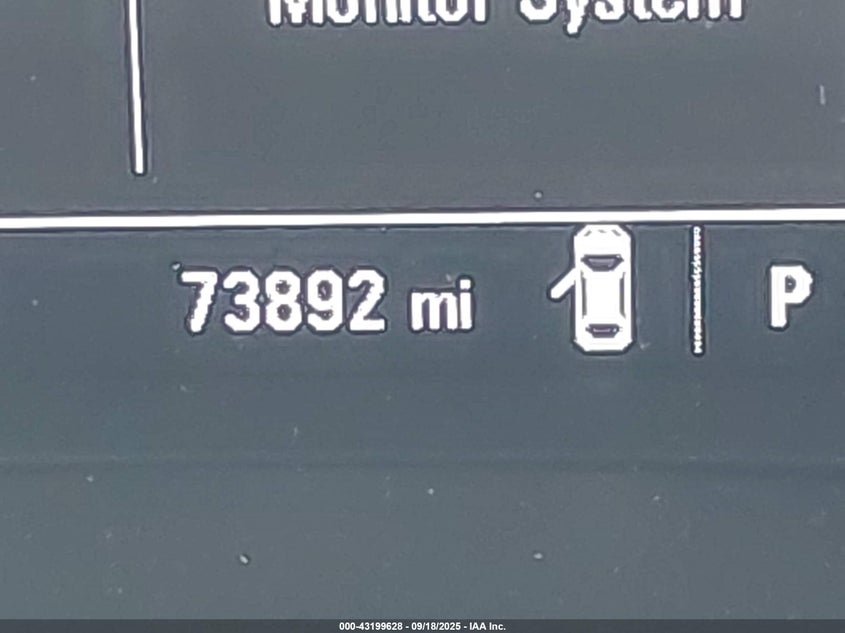 Monitor System
73892 mi P
000-43199628 - 09/18/2025 - IAA Inc.